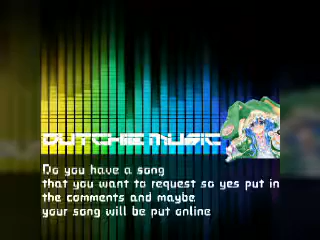 DUTCHIE MUSIC
Do you have a song
that you want to request so yes put in
the comments and maybe
your song will be put online